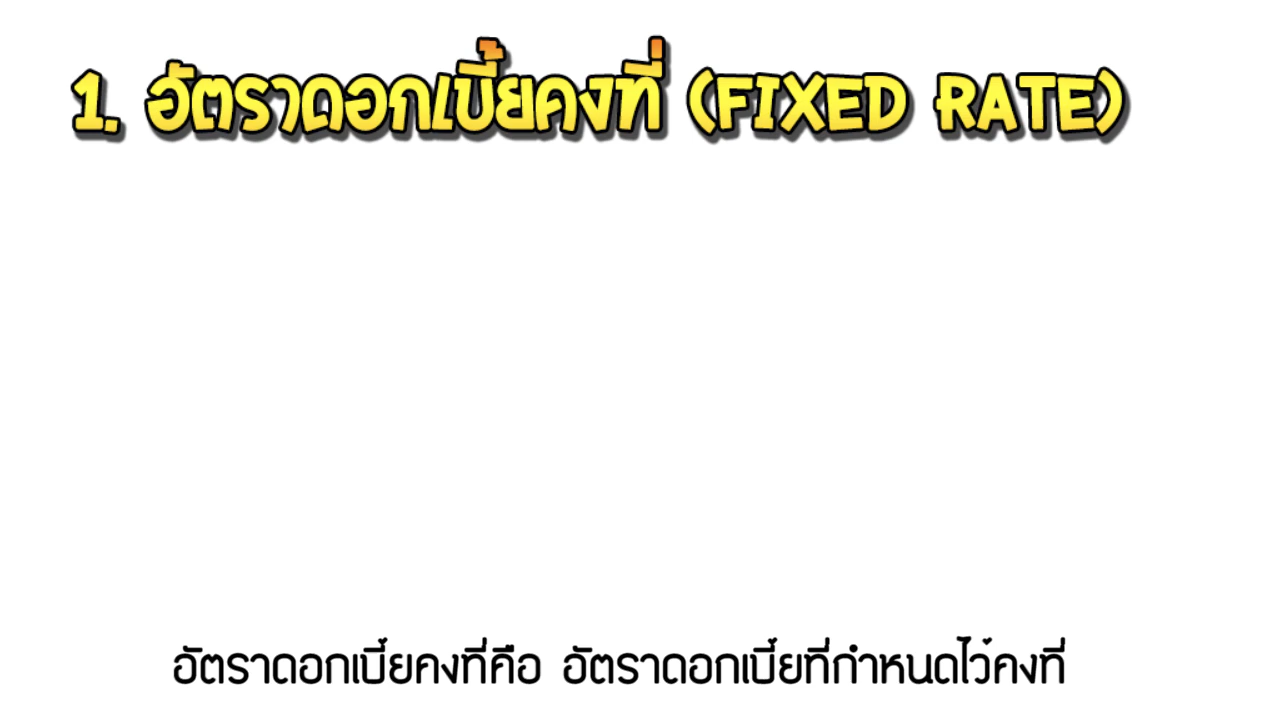 1. อัตราดอกเบี้ยคงที่ (FIXED RATE)
อัตราดอกเบี้ยคงที่คือ อัตราดอกเบี้ยที่กำหนดไว้คงที่